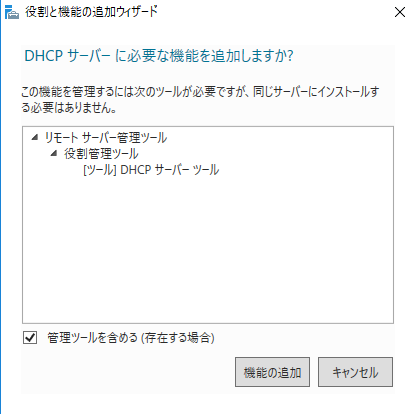 役割と機能の追加ウィザード
DHCP サーバー に必要な機能を追加しますか?
この機能を管理するには次のツールが必要ですが、同じサーバーにインストールす
る必要はありません。
リモート サーバー管理ツール
役割管理ツール
[ツール] DHCP サーバー ツール
管理ツールを含める (存在する場合)
機能の追加
キャンセル